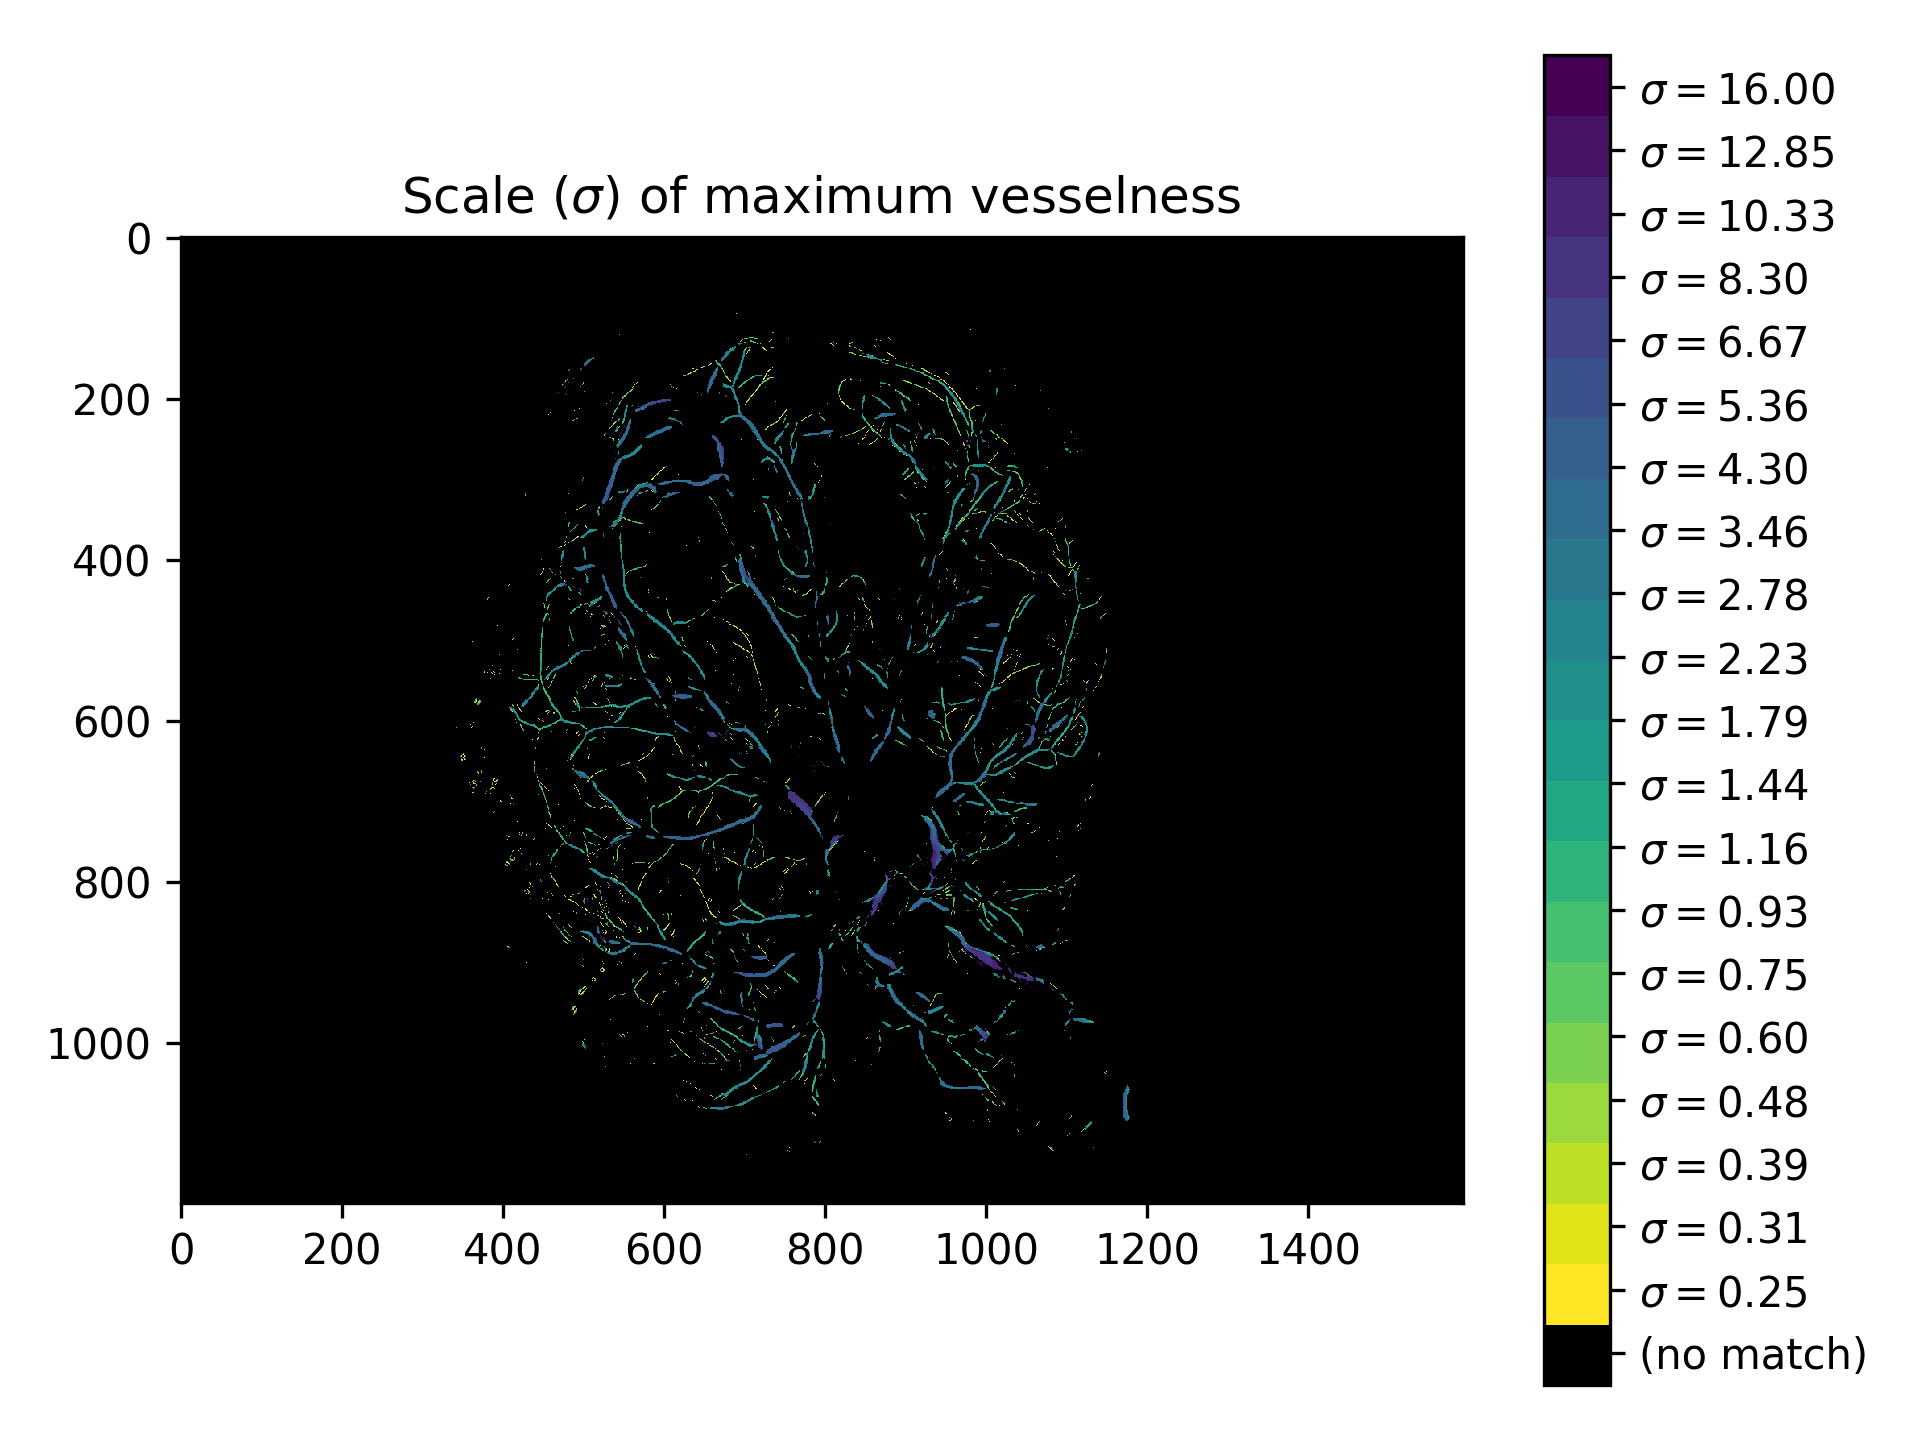 Scale (σ) of maximum vesselness
0
200
400
600
800
1000
0 200 400 600 800 1000 1200 1400
σ = 16.00
σ = 12.85
σ = 10.33
σ = 8.30
σ = 6.67
σ = 5.36
σ = 4.30
σ = 3.46
σ = 2.78
σ = 2.23
σ = 1.79
σ = 1.44
σ = 1.16
σ = 0.93
σ = 0.75
σ = 0.60
σ = 0.48
σ = 0.39
σ = 0.31
σ = 0.25
(no match)